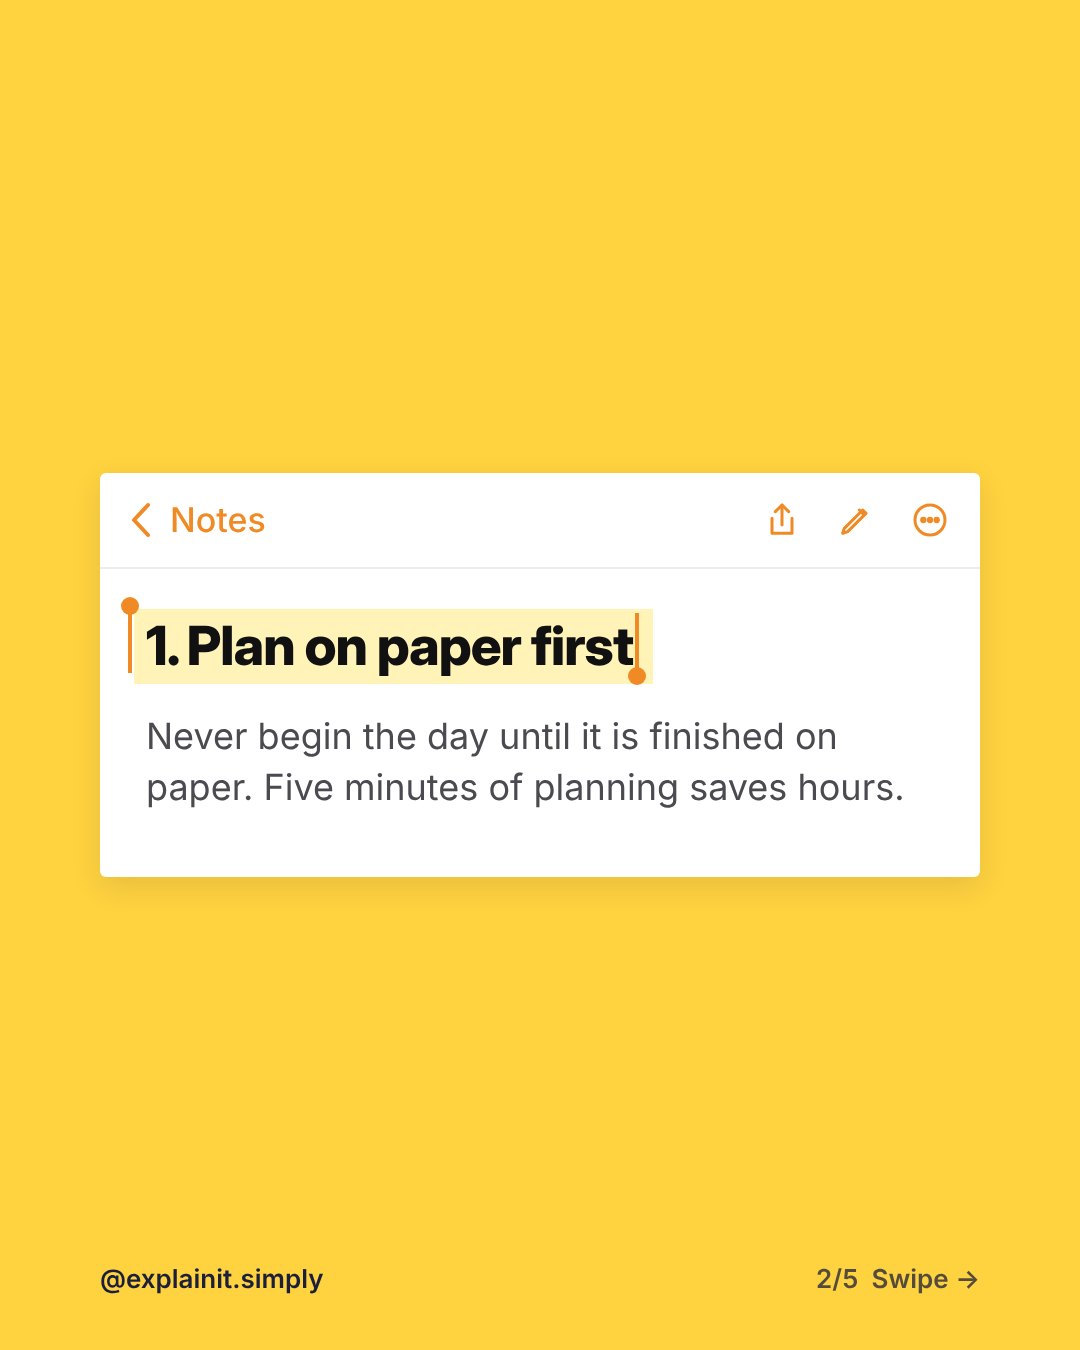 Notes
1. Plan on paper first
Never begin the day until it is finished on
paper. Five minutes of planning saves hours.
@explainit.simply
2/5 Swipe →